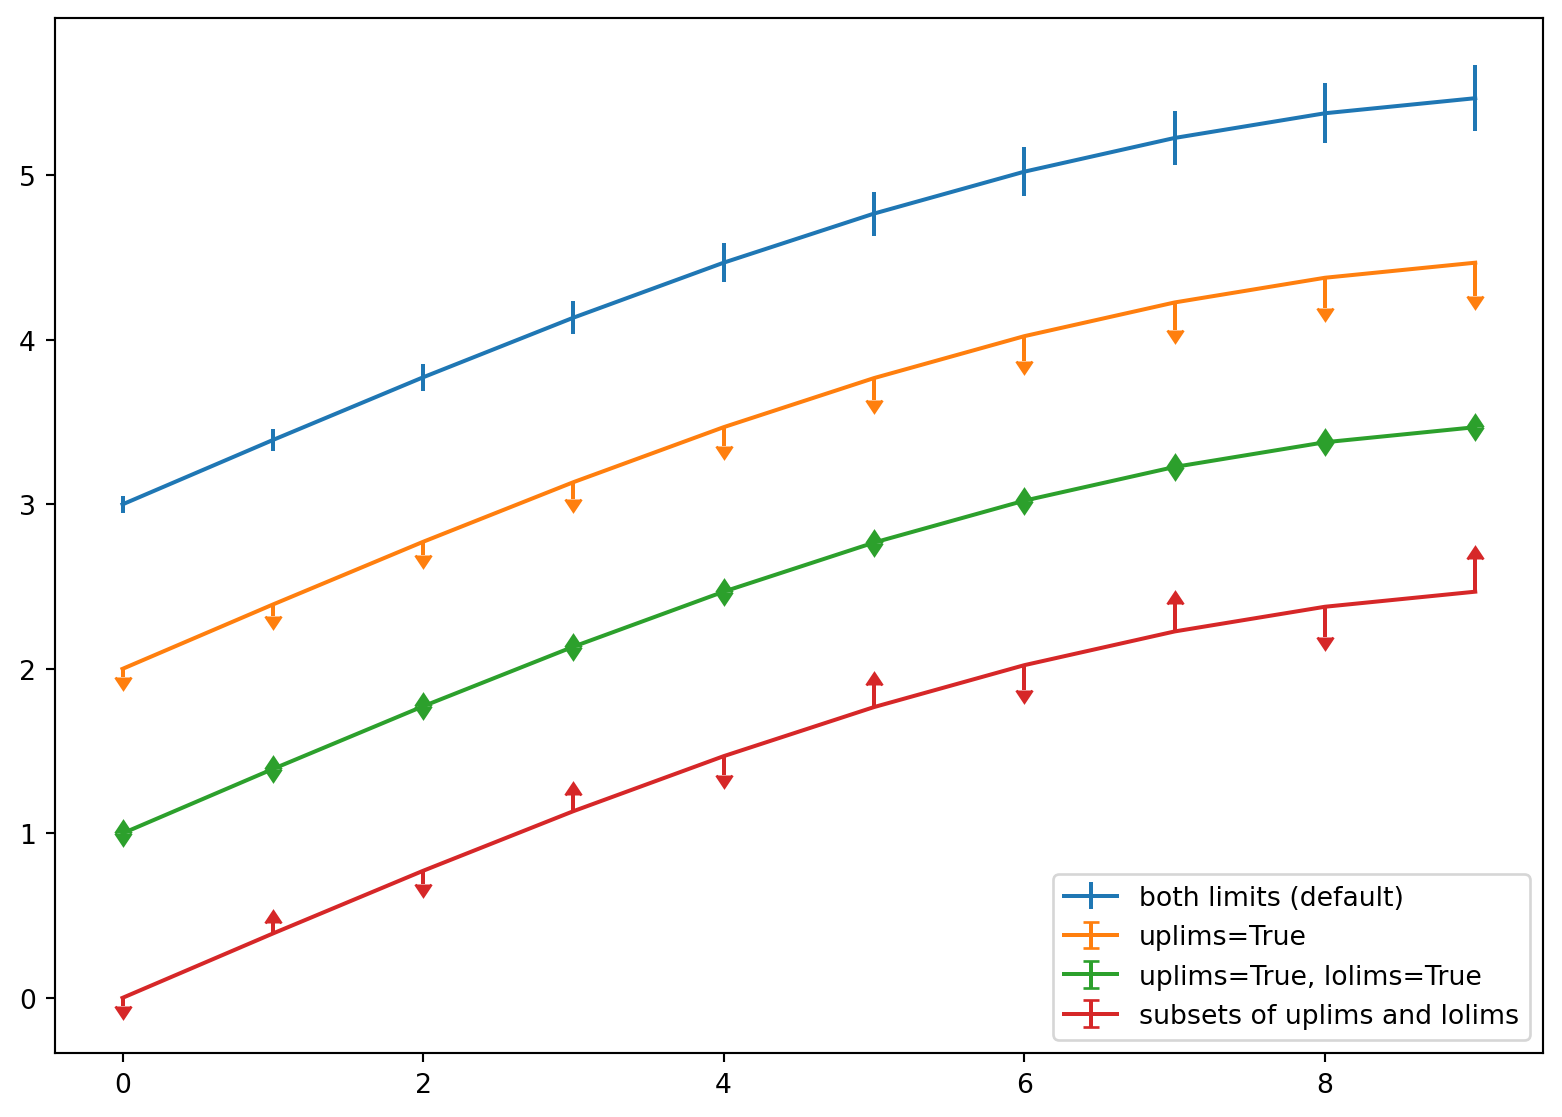 5
4
3
2
1
0
both limits (default)
uplims=True
uplims=True, lolims=True
subsets of uplims and lolims
0 2 4 6 8